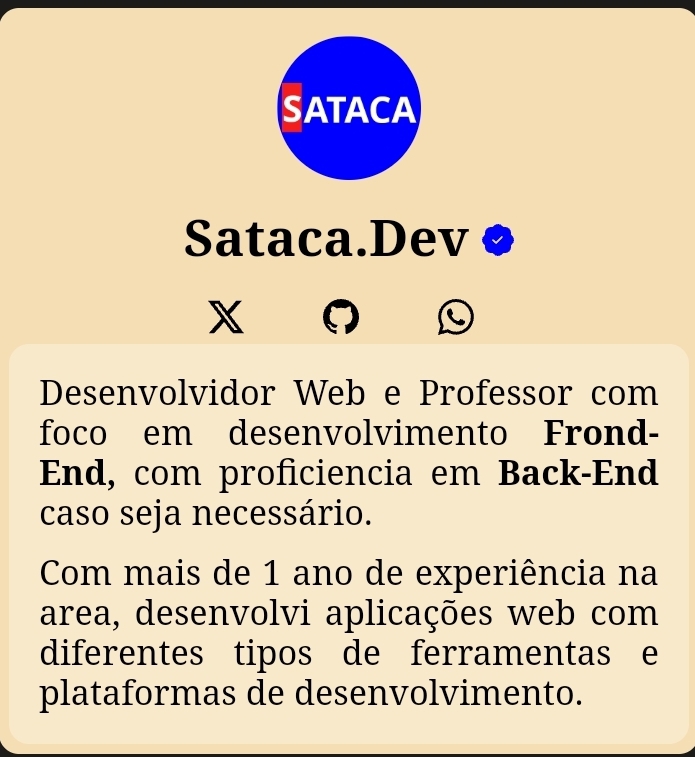 SATACA
Sataca.Dev
Desenvolvidor Web e Professor com
foco em desenvolvimento Frond-
End, com proficiencia em Back-End
caso seja necessário.
Com mais de 1 ano de experiência na
area, desenvolvi aplicações web com
diferentes tipos de ferramentas e
plataformas de desenvolvimento.